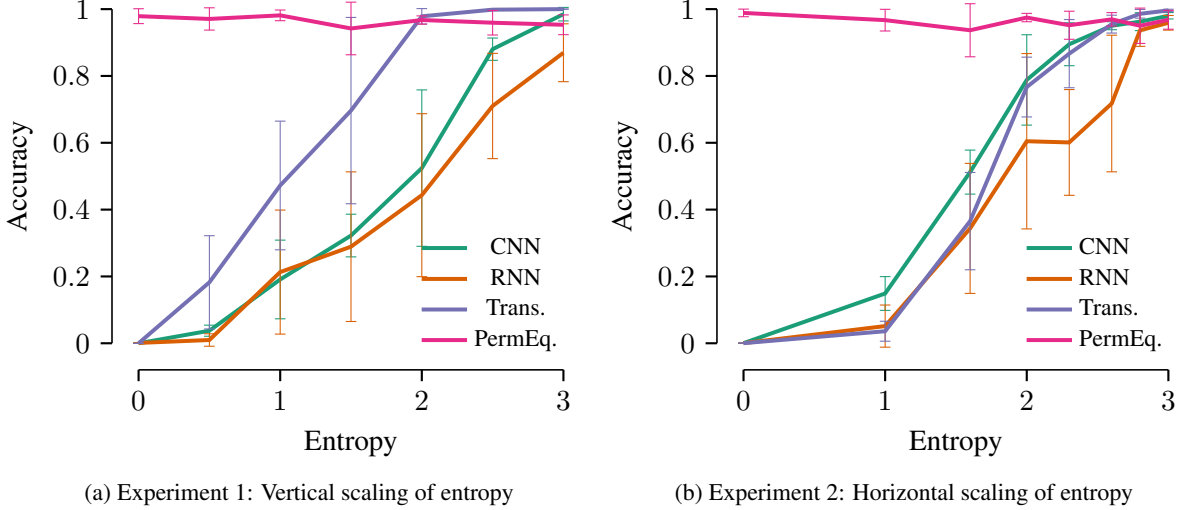 1
0.8
0.6
0.4
0.2
0
Accuracy
CNN
RNN
Trans.
PermEq.
0 1 2 3
Entropy
(a) Experiment 1: Vertical scaling of entropy
1
0.8
0.6
0.4
0.2
0
Accuracy
CNN
RNN
Trans.
PermEq.
0 1 2 3
Entropy
(b) Experiment 2: Horizontal scaling of entropy